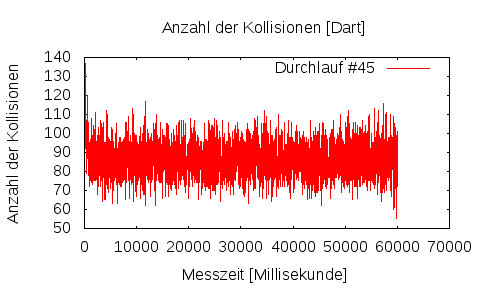 Anzahl der Kollisionen [Dart]
Durchlauf #45
Anzahl der Kollisionen
140
130
120
110
100
90
80
70
60
50
0 10000 20000 30000 40000 50000 60000 70000
Messzeit [Millisekunde]